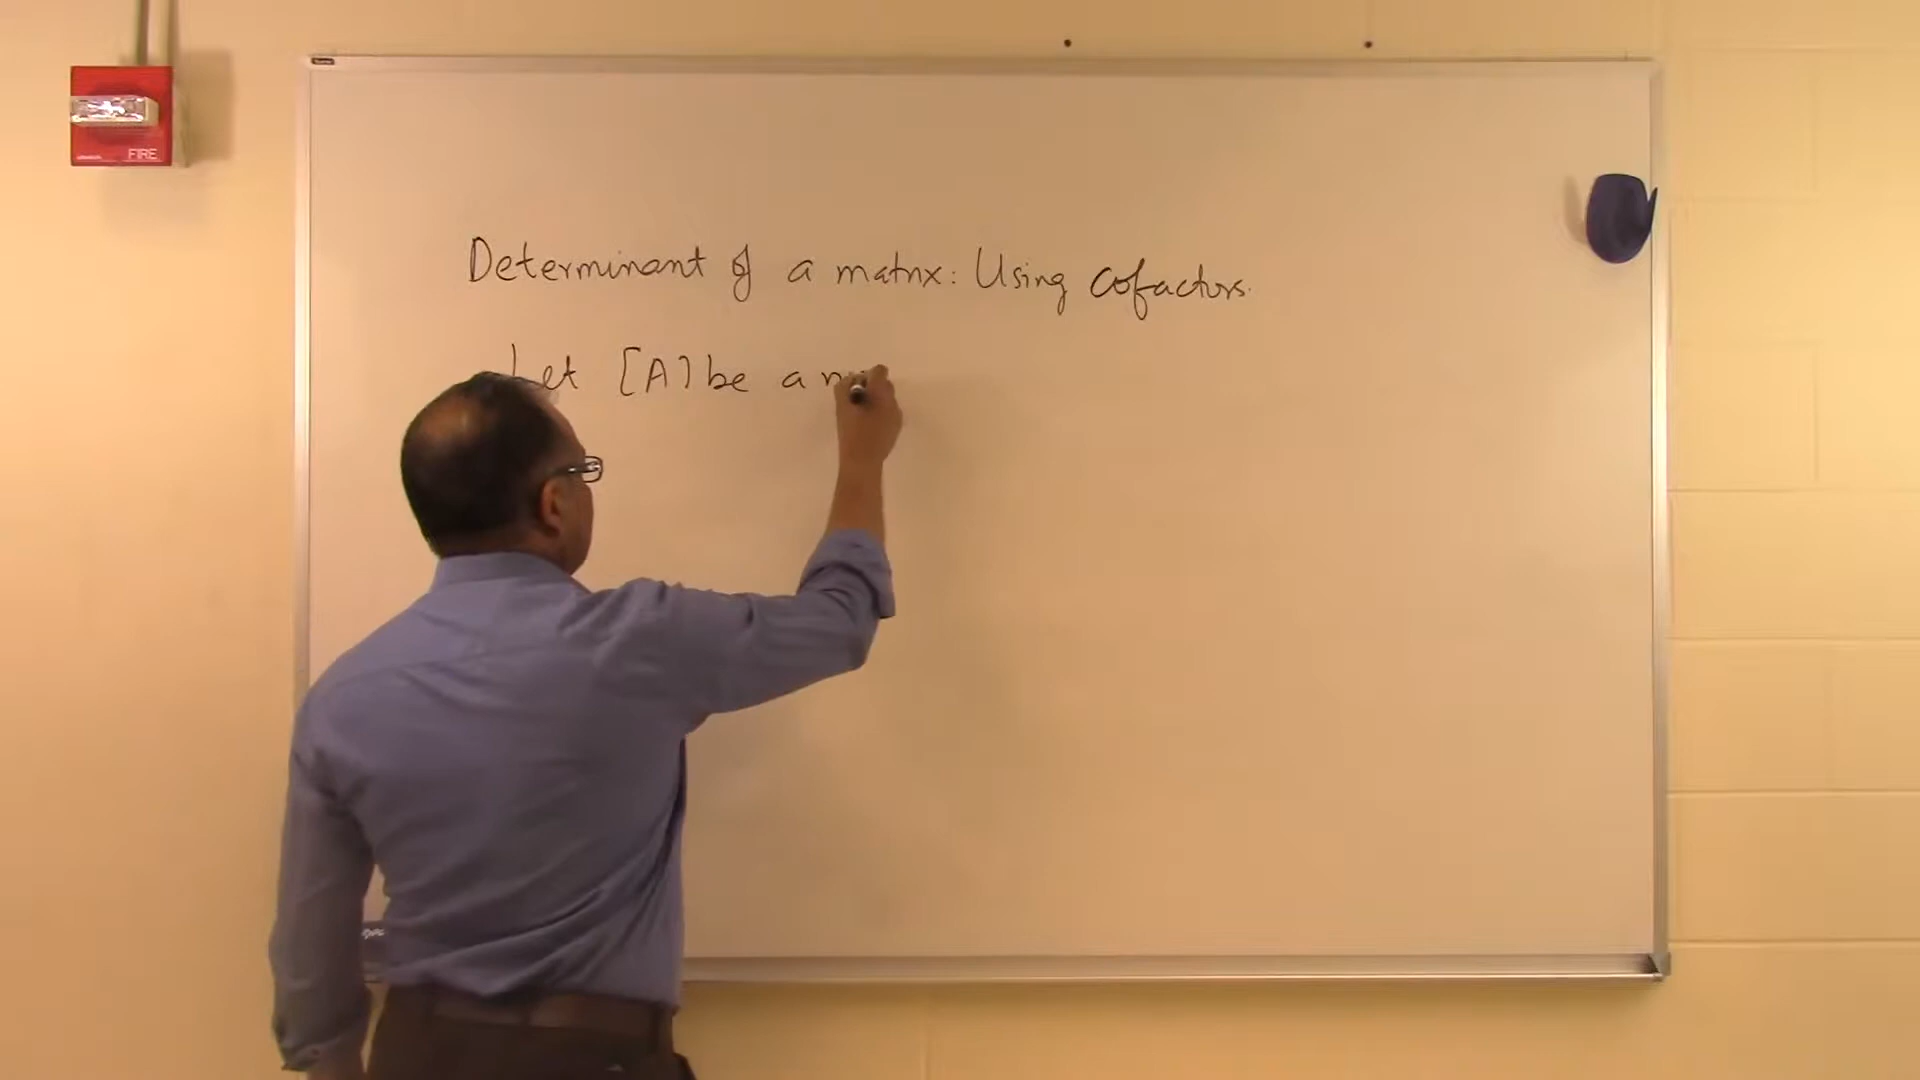 FIRE
Determinant of a matrix: Using cofactors.
Let [A] be a